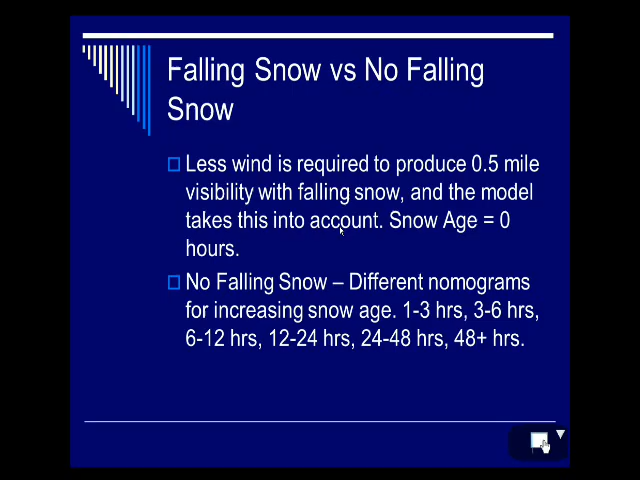 Falling Snow vs No Falling
Snow
Less wind is required to produce 0.5 mile
visibility with falling snow, and the model
takes this into account. Snow Age = 0
hours.
No Falling Snow – Different nomograms
for increasing snow age. 1-3 hrs, 3-6 hrs,
6-12 hrs, 12-24 hrs, 24-48 hrs, 48+ hrs.